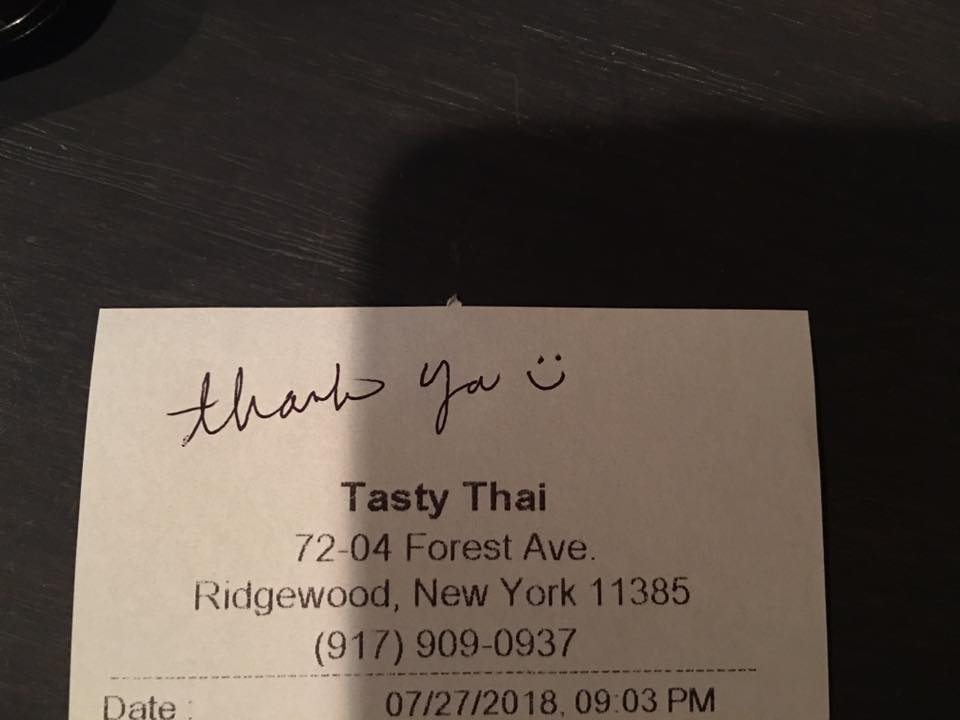 thank ya :)
Tasty Thai
72-04 Forest Ave.
Ridgewood, New York 11385
(917) 909-0937
Date : 07/27/2018, 09:03 PM